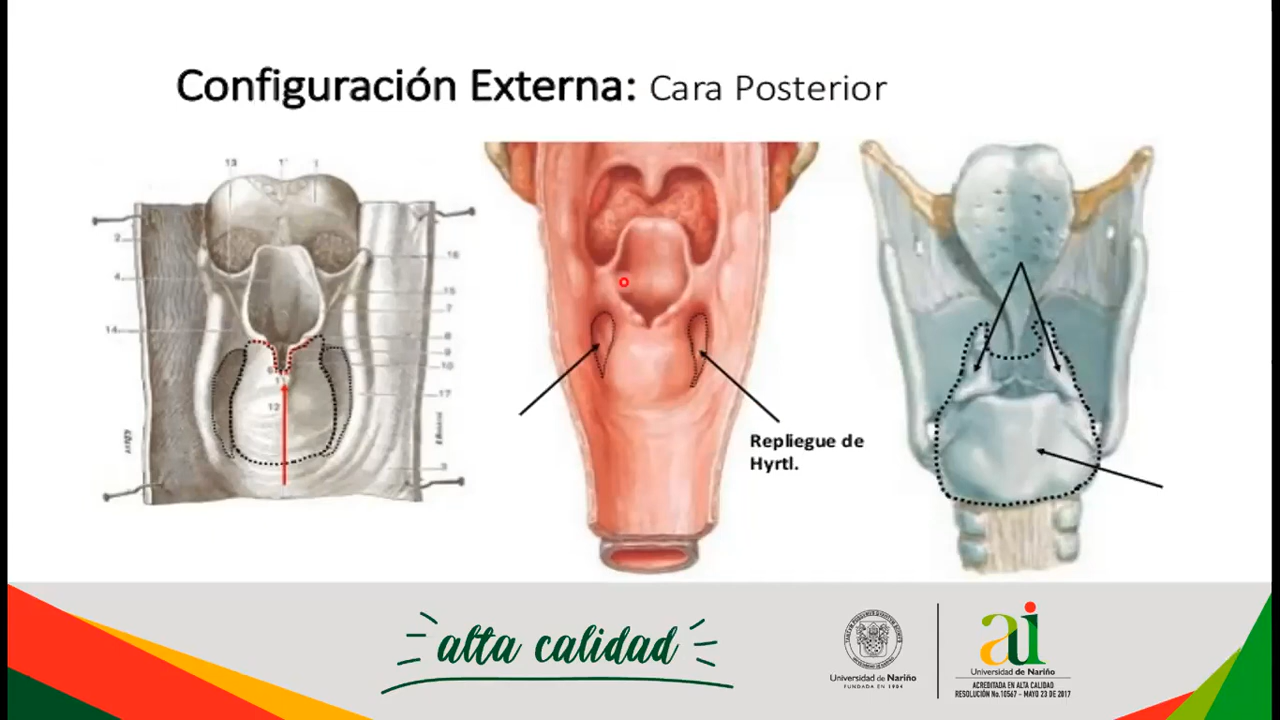 Configuración Externa: Cara Posterior
13
1'
1
2
4
14
16
15
7
8
9
10
17
12
3
Repliegue de
Hyrtl.
alta calidad
Universidad de Nariño
FUNDADA EN 1904
ai
Universidad de Nariño
ACREDITADA EN ALTA CALIDAD
RESOLUCIÓN No.10567 - MAYO 23 DE 2017